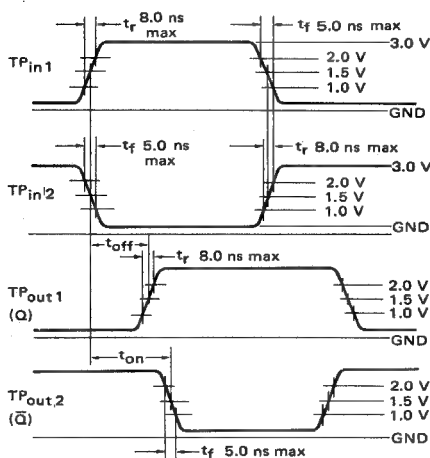 tr 8.0 ns max
tf 5.0 ns max
TPin1
3.0 V
2.0 V
1.5 V
1.0 V
GND
tf 5.0 ns max
tr 8.0 ns max
TPin2
3.0 V
2.0 V
1.5 V
1.0 V
GND
toff
tr 8.0 ns max
TPout1
(Q)
2.0 V
1.5 V
1.0 V
GND
ton
TPout,2
(Q̄)
2.0 V
1.5 V
1.0 V
GND
tf 5.0 ns max